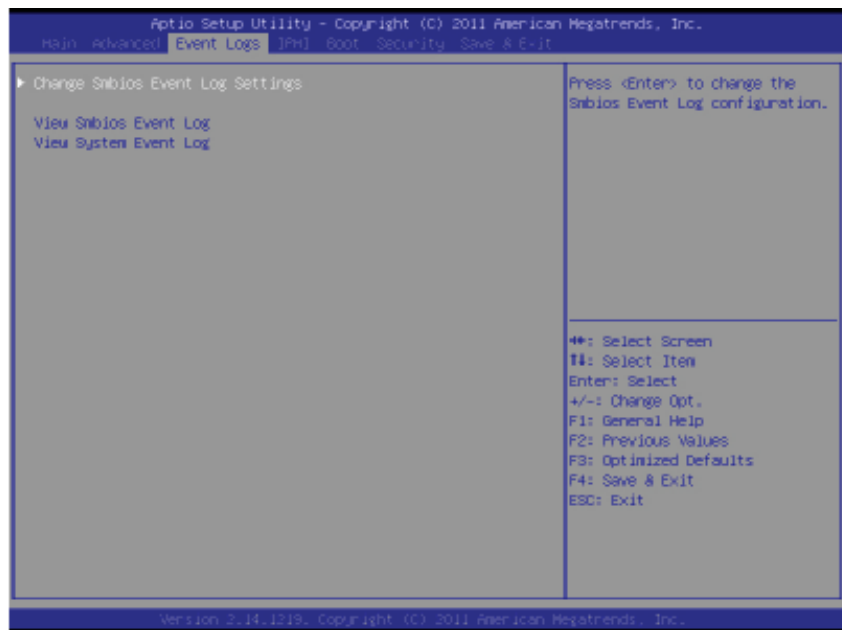 Aptio Setup Utility - Copyright (C) 2011 American Megatrends, Inc.
Main Advanced Event Logs IPMI Boot Security Save & Exit
Change Smbios Event Log Settings
View Smbios Event Log
View System Event Log
Press <Enter> to change the
Smbios Event Log configuration.
↔: Select Screen
↑↓: Select Item
Enter: Select
+/-: Change Opt.
F1: General Help
F2: Previous Values
F3: Optimized Defaults
F4: Save & Exit
ESC: Exit
Version 2.14.1219. Copyright (C) 2011 American Megatrends, Inc.